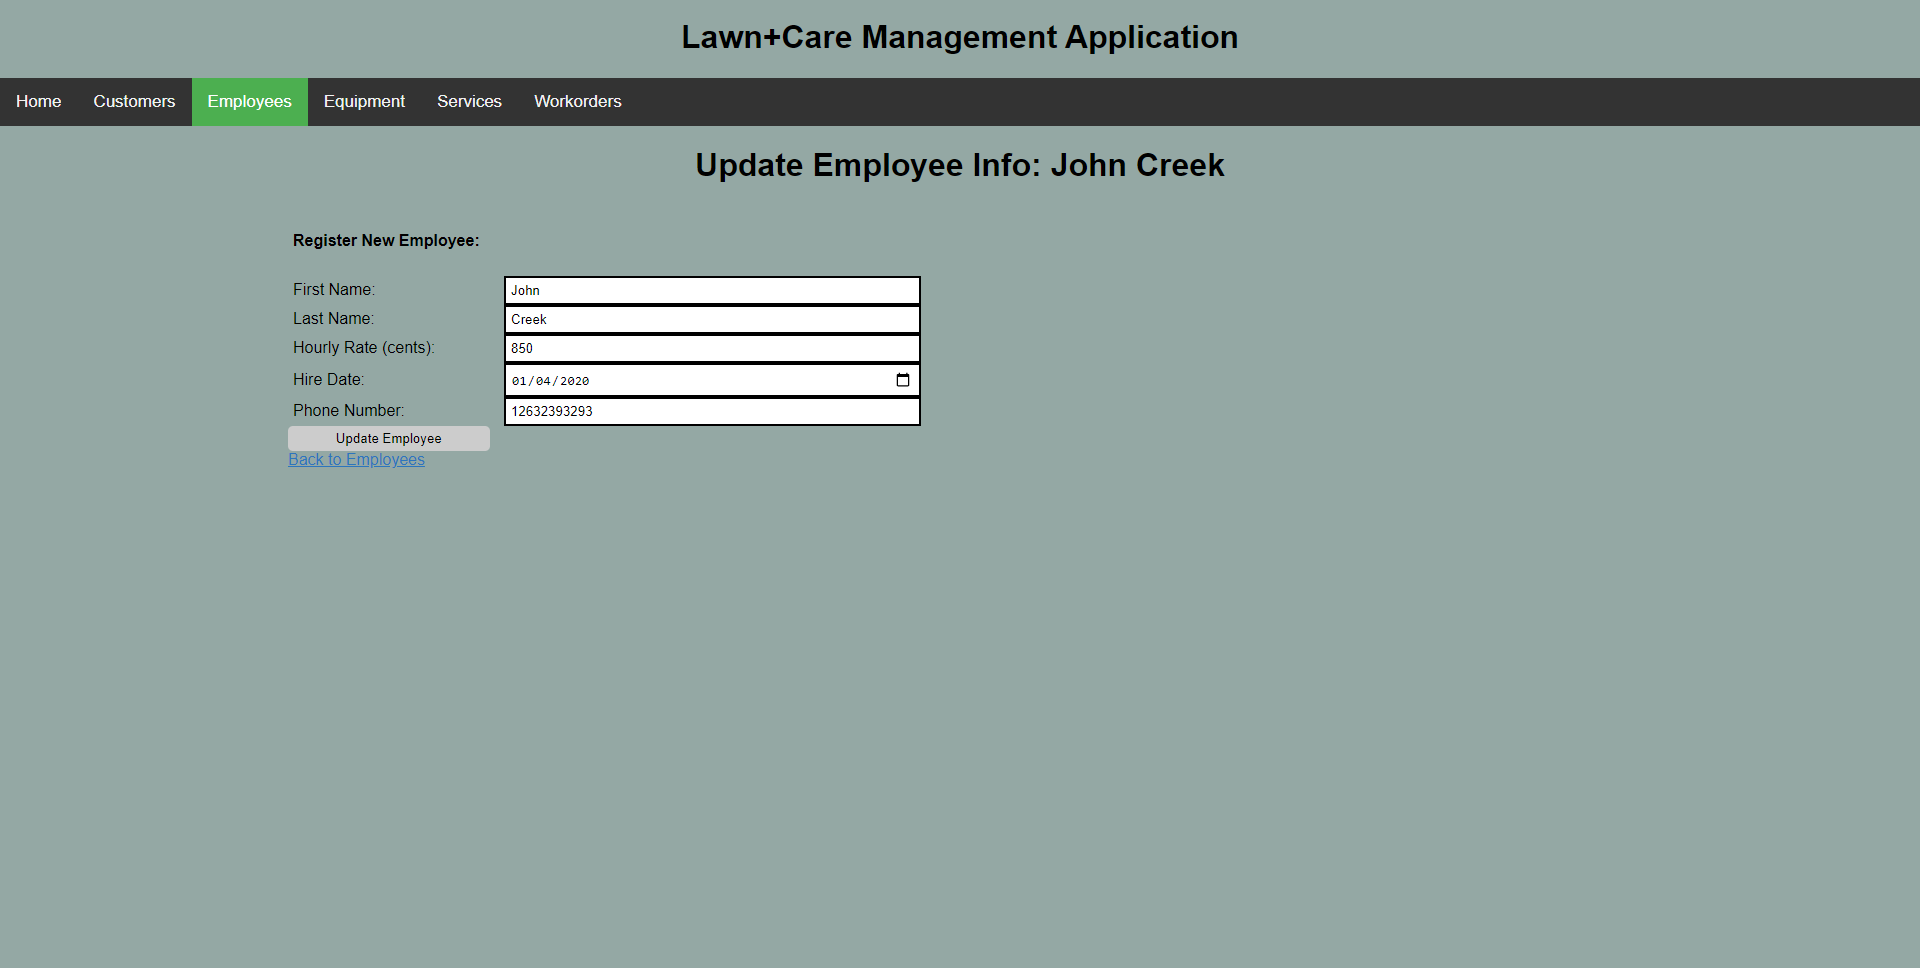 Lawn+Care Management Application
Home Customers Employees Equipment Services Workorders
Update Employee Info: John Creek
Register New Employee:
First Name: John
Last Name: Creek
Hourly Rate (cents): 850
Hire Date: 01/04/2020
Phone Number: 12632393293
Update Employee
Back to Employees